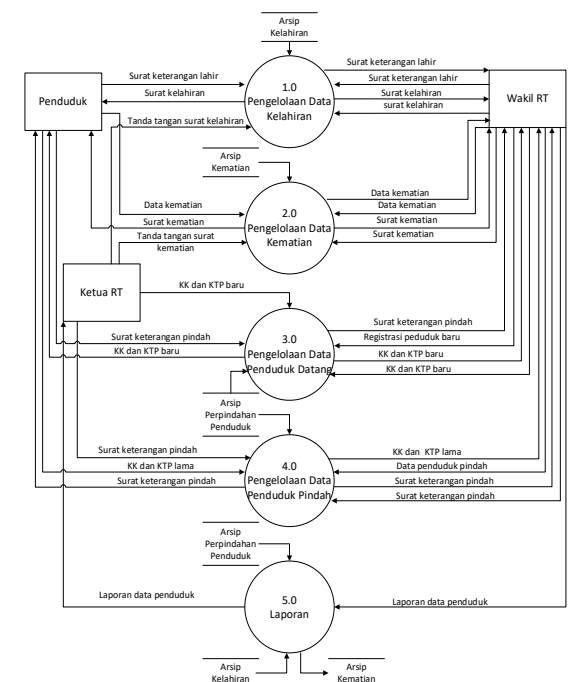 Arsip
Kelahiran
Surat keterangan lahir
Surat keterangan lahir
Surat keterangan lahir
Penduduk
1.0
Pengelolaan Data
Kelahiran
Wakil RT
Surat kelahiran
Surat kelahiran
surat kelahiran
Tanda tangan surat kelahiran
Arsip
Kematian
Data kematian
Data kematian
Data kematian
2.0
Pengelolaan Data
Kematian
Surat kematian
Surat kematian
Surat kematian
Tanda tangan surat
kematian
Ketua RT
KK dan KTP baru
Surat keterangan pindah
Surat keterangan pindah
Registrasi peduduk baru
3.0
Pengelolaan Data
Penduduk Datang
KK dan KTP baru
KK dan KTP baru
KK dan KTP baru
Arsip
Perpindahan
Penduduk
Surat keterangan pindah
KK dan KTP lama
4.0
Pengelolaan Data
Penduduk Pindah
KK dan KTP lama
Data penduduk pindah
Surat keterangan pindah
Surat keterangan pindah
Surat keterangan pindah
Arsip
Perpindahan
Penduduk
5.0
Laporan
Laporan data penduduk
Laporan data penduduk
Arsip
Kelahiran
Arsip
Kematian